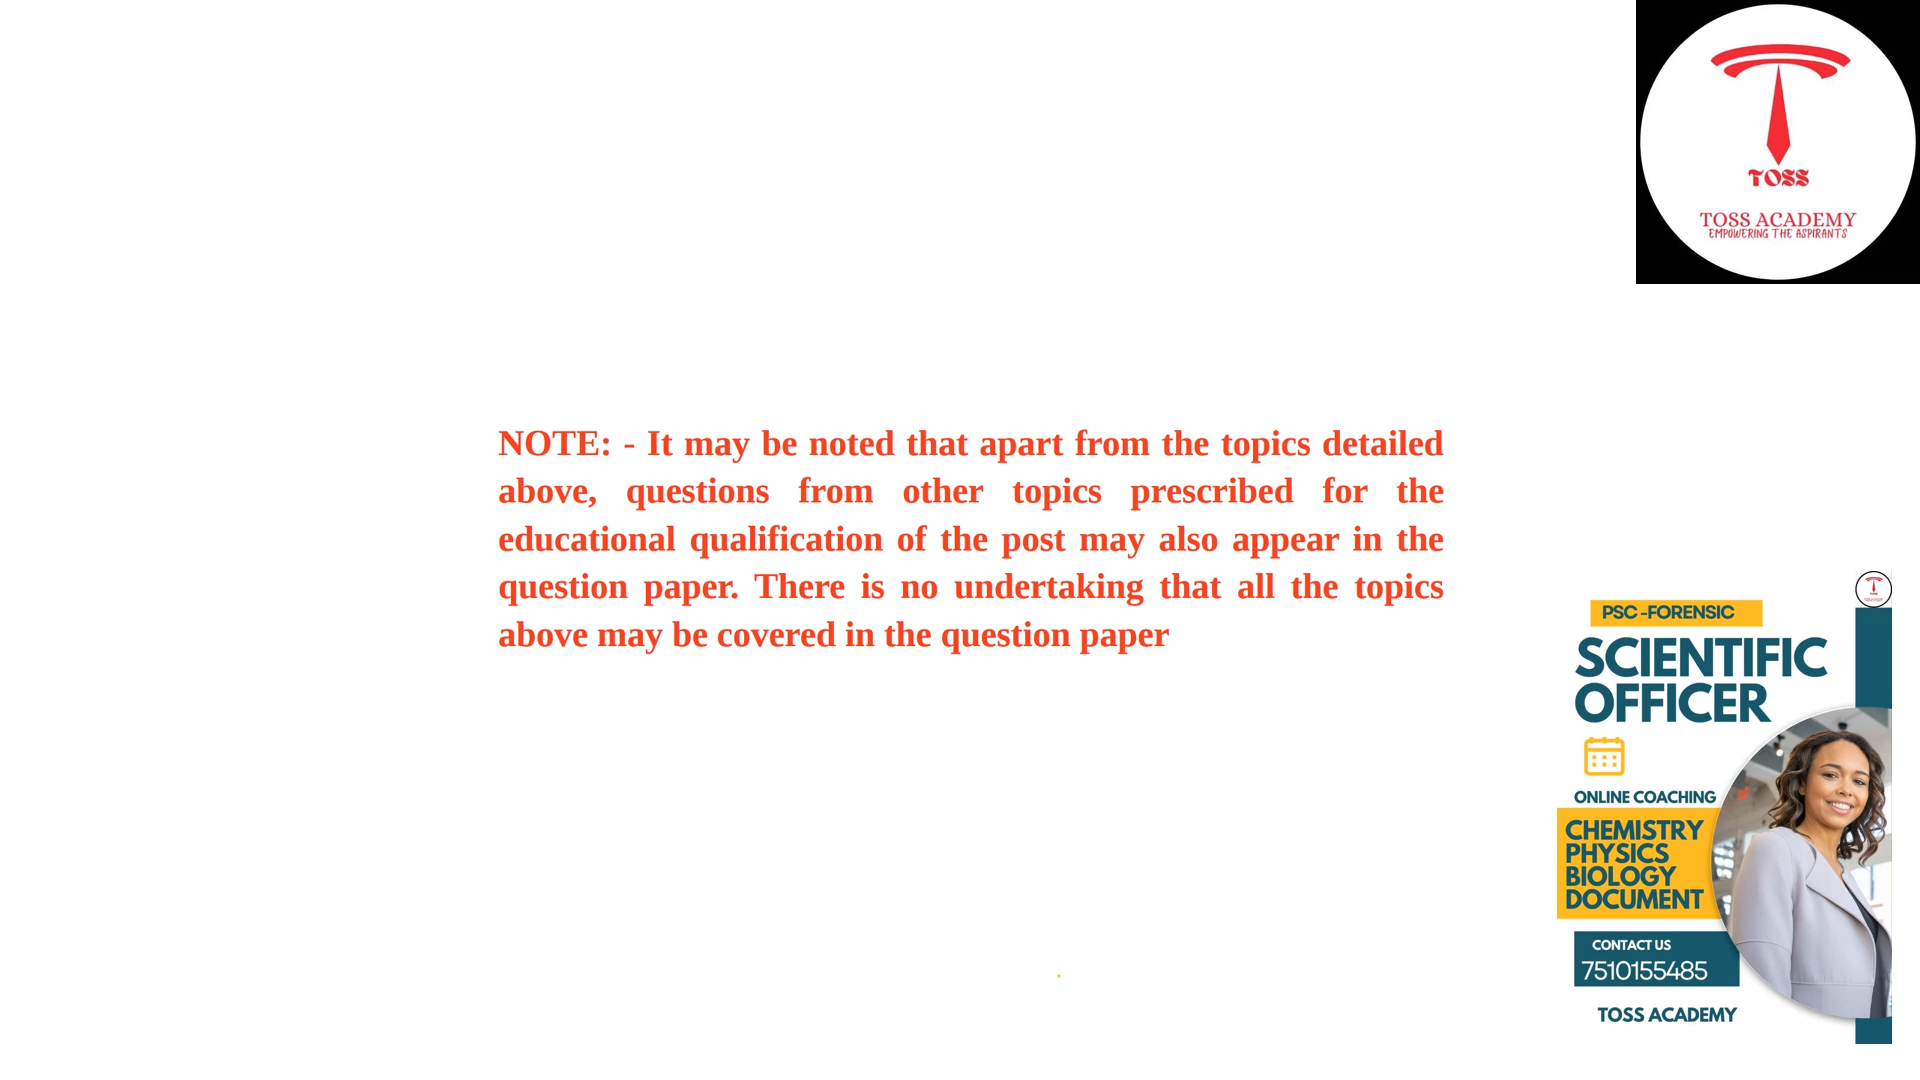 TOSS
TOSS ACADEMY
EMPOWERING THE ASPIRANTS
NOTE: - It may be noted that apart from the topics detailed
above, questions from other topics prescribed for the
educational qualification of the post may also appear in the
question paper. There is no undertaking that all the topics
above may be covered in the question paper
PSC -FORENSIC
SCIENTIFIC
OFFICER
ONLINE COACHING
CHEMISTRY
PHYSICS
BIOLOGY
DOCUMENT
CONTACT US
7510155485
TOSS ACADEMY